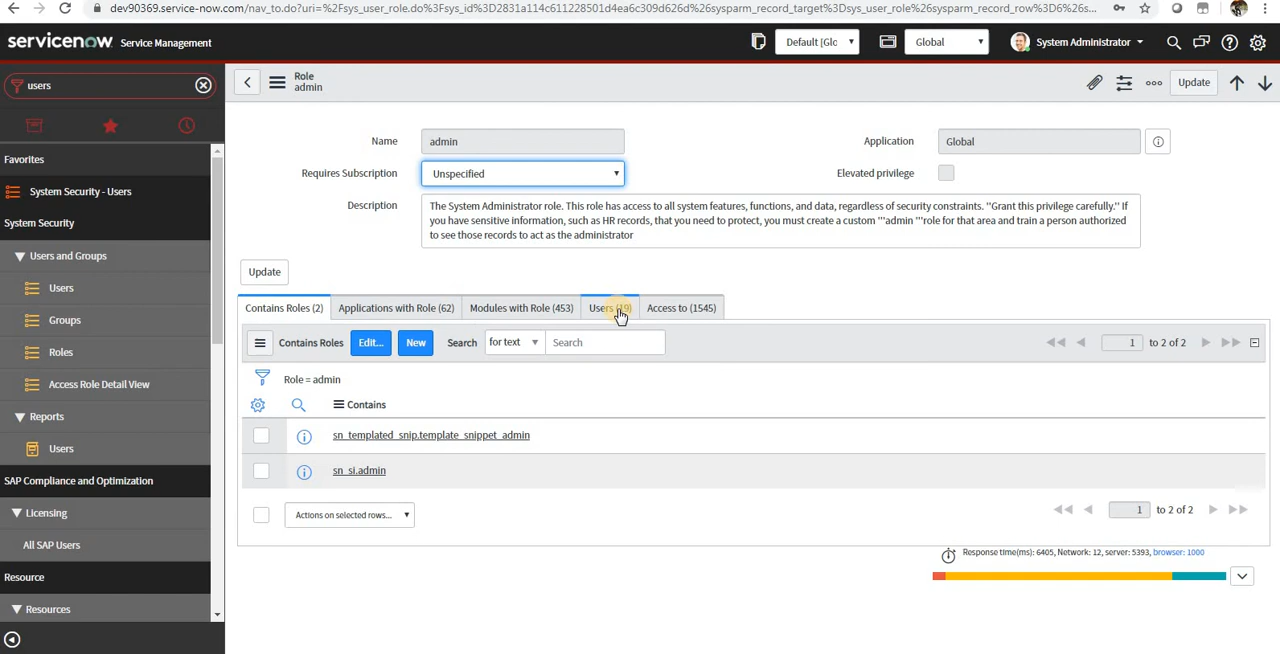 dev90369.service-now.com/nav_to.do?uri=%2Fsys_user_role.do%3Fsys_id%3D2831a114c611228501d4ea6c309d626d%26sysparm_record_target%3Dsys_user_role%26sysparm_record_row%3D6%26s...
servicenow Service Management
Default [Glc
Global
System Administrator
users
Role
admin
Update
Favorites
System Security - Users
System Security
Users and Groups
Users
Groups
Roles
Access Role Detail View
Reports
Users
SAP Compliance and Optimization
Licensing
All SAP Users
Resource
Resources
Name
admin
Application
Global
Requires Subscription
Unspecified
Elevated privilege
Description
The System Administrator role. This role has access to all system features, functions, and data, regardless of security constraints. "Grant this privilege carefully." If
you have sensitive information, such as HR records, that you need to protect, you must create a custom '"admin '"role for that area and train a person authorized
to see those records to act as the administrator
Update
Contains Roles (2)
Applications with Role (62)
Modules with Role (453)
Users (19)
Access to (1545)
Contains Roles
Edit...
New
Search
for text
Search
1 to 2 of 2
Role = admin
Contains
sn_templated_snip.template_snippet_admin
sn_si.admin
Actions on selected rows...
1 to 2 of 2
Response time(ms): 6405, Network: 12, server: 5393, browser: 1000